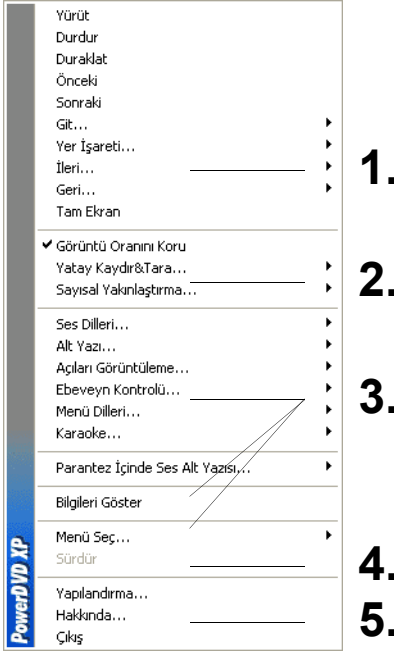 Yürüt
Durdur
Duraklat
Önceki
Sonraki
Git...
Yer İşareti...
İleri...
Geri...
Tam Ekran
Görüntü Oranını Koru
Yatay Kaydır&Tara...
Sayısal Yakınlaştırma...
Ses Dilleri...
Alt Yazı...
Açıları Görüntüleme...
Ebeveyn Kontrolü...
Menü Dilleri...
Karaoke...
Parantez İçinde Ses Alt Yazısı...
Bilgileri Göster
Menü Seç...
Sürdür
Yapılandırma...
Hakkında...
Çıkış
PowerDVD XP
1.
2.
3.
4.
5.